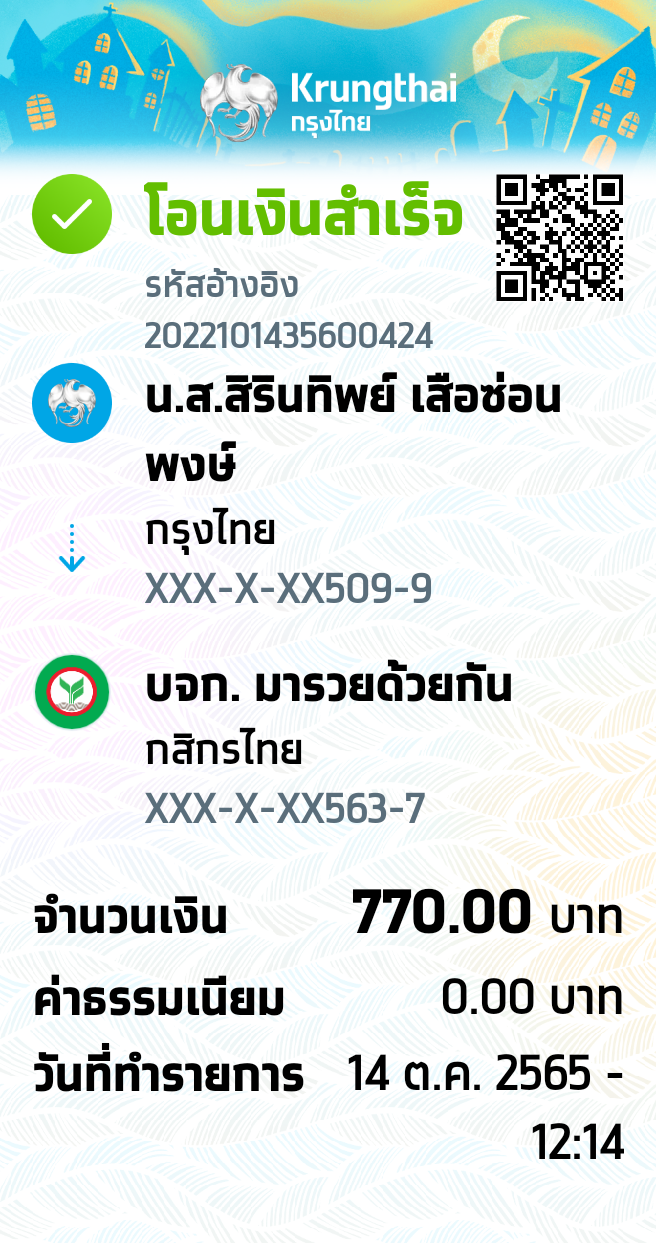 Krungthai
กรุงไทย
โอนเงินสำเร็จ
รหัสอ้างอิง
2022101435600424
น.ส.สิรินทิพย์ เสือซ่อน
พงษ์
กรุงไทย
XXX-X-XX509-9
บจก. มารวยด้วยกัน
กสิกรไทย
XXX-X-XX563-7
จำนวนเงิน 770.00 บาท
ค่าธรรมเนียม 0.00 บาท
วันที่ทำรายการ 14 ต.ค. 2565 -
12:14